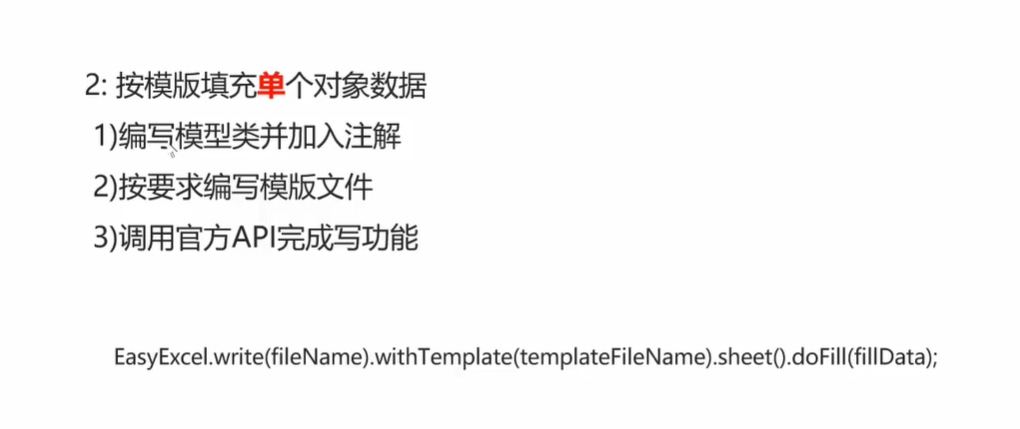 2: 按模版填充单个对象数据
1)编写模型类并加入注解
2)按要求编写模版文件
3)调用官方API完成写功能
EasyExcel.write(fileName).withTemplate(templateFileName).sheet().doFill(fillData);